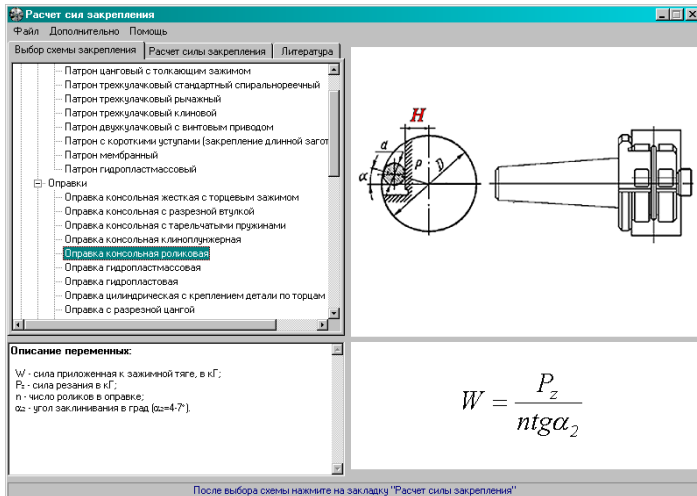 Расчет сил закрепления
Файл Дополнительно Помощь
Выбор схемы закрепления Расчет силы закрепления Литература
Патрон цанговый с толкающим зажимом
Патрон трехкулачковый стандартный спиральнореечный
Патрон трехкулачковый рычажный
Патрон трехкулачковый клиновой
Патрон двухкулачковый с винтовым приводом
Патрон с короткими уступами (закрепление длинной загот
Патрон мембранный
Патрон гидропластмассовый
Оправки
Оправка консольная жесткая с торцевым зажимом
Оправка консольная с разрезной втулкой
Оправка консольная с тарельчатыми пружинами
Оправка консольная клиноплунжерная
Оправка консольная роликовая
Оправка гидропластмассовая
Оправка гидропластовая
Оправка цилиндрическая с креплением детали по торцам
Оправка с разрезной цангой
H
d
α
ρ
D
Описание переменных:
W - сила приложенная к зажимной тяге, в кГ;
Pz - сила резания в кГ;
n - число роликов в оправке;
α₂ - угол заклинивания в град (α₂=4-7°).
W = P_z / ntgα₂
После выбора схемы нажмите на закладку "Расчет силы закрепления"